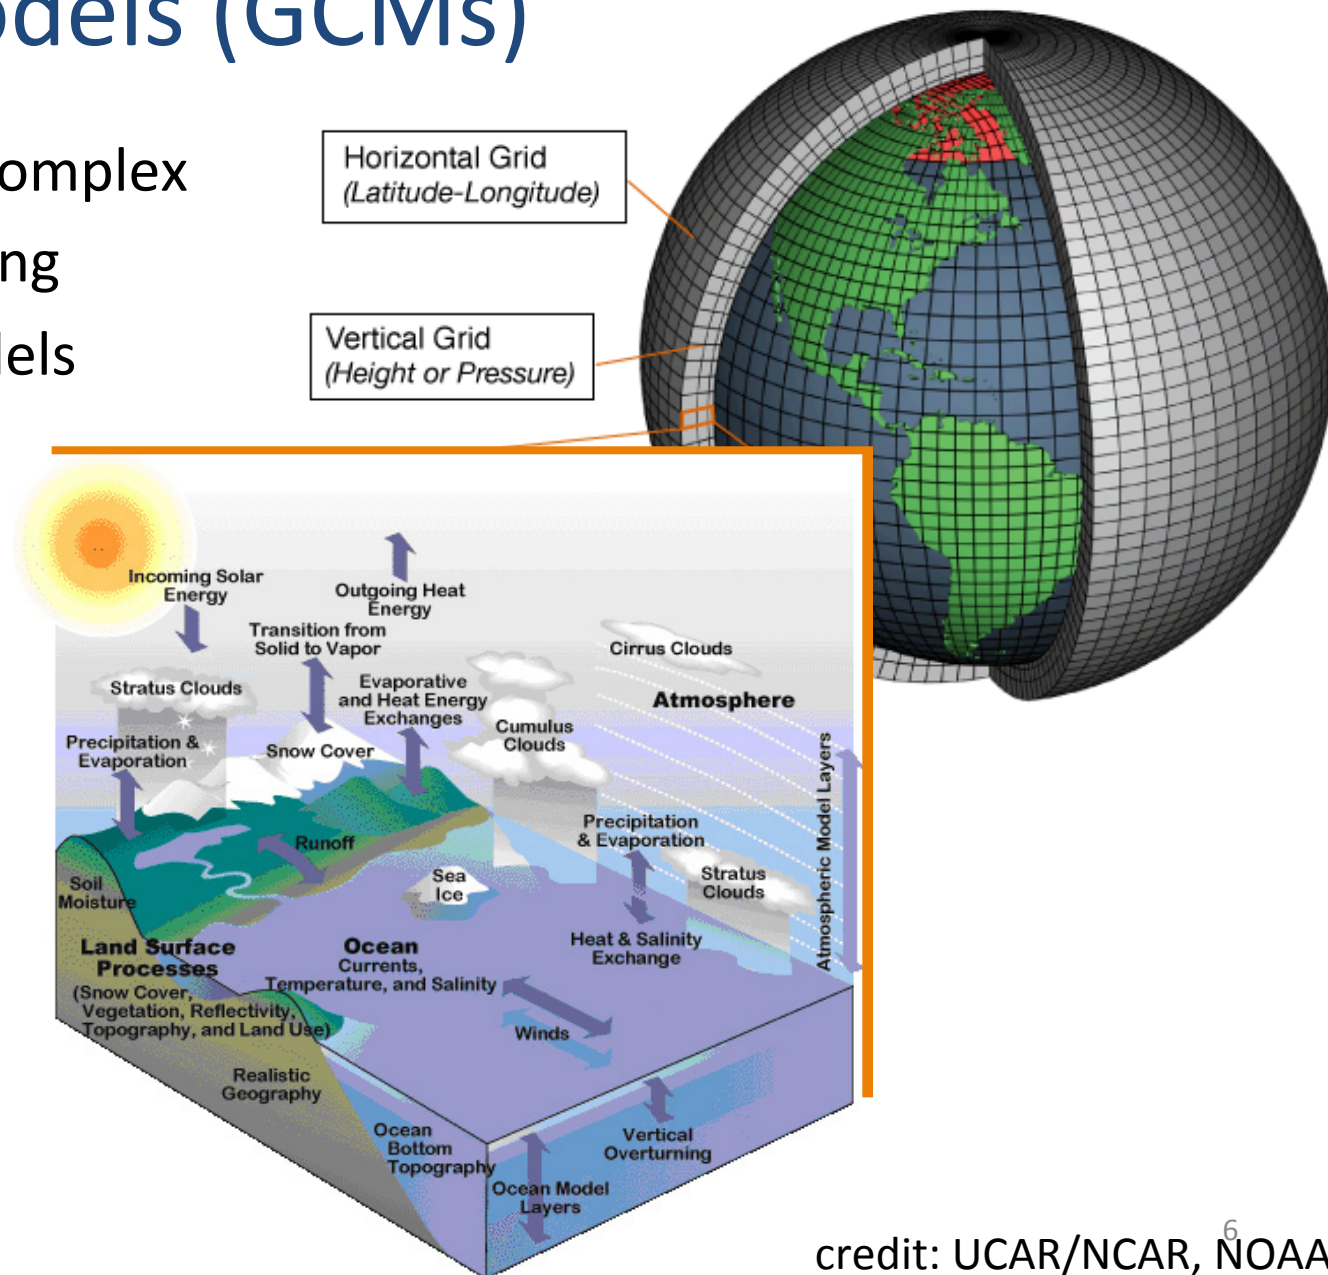 odels (GCMs)
omplex
ng
dels
Horizontal Grid
(Latitude-Longitude)
Vertical Grid
(Height or Pressure)
Incoming Solar
Energy
Outgoing Heat
Energy
Transition from
Solid to Vapor
Cirrus Clouds
Stratus Clouds
Evaporative
and Heat Energy
Exchanges
Atmosphere
Cumulus
Clouds
Precipitation &
Evaporation
Snow Cover
Atmospheric Model Layers
Precipitation
& Evaporation
Runoff
Stratus
Clouds
Sea
Ice
Soil
Moisture
Land Surface
Processes
(Snow Cover,
Vegetation, Reflectivity,
Topography, and Land Use)
Ocean
Currents,
Temperature, and Salinity
Heat & Salinity
Exchange
Winds
Realistic
Geography
Ocean
Bottom
Topography
Vertical
Overturning
Ocean Model
Layers
6
credit: UCAR/NCAR, NOAA